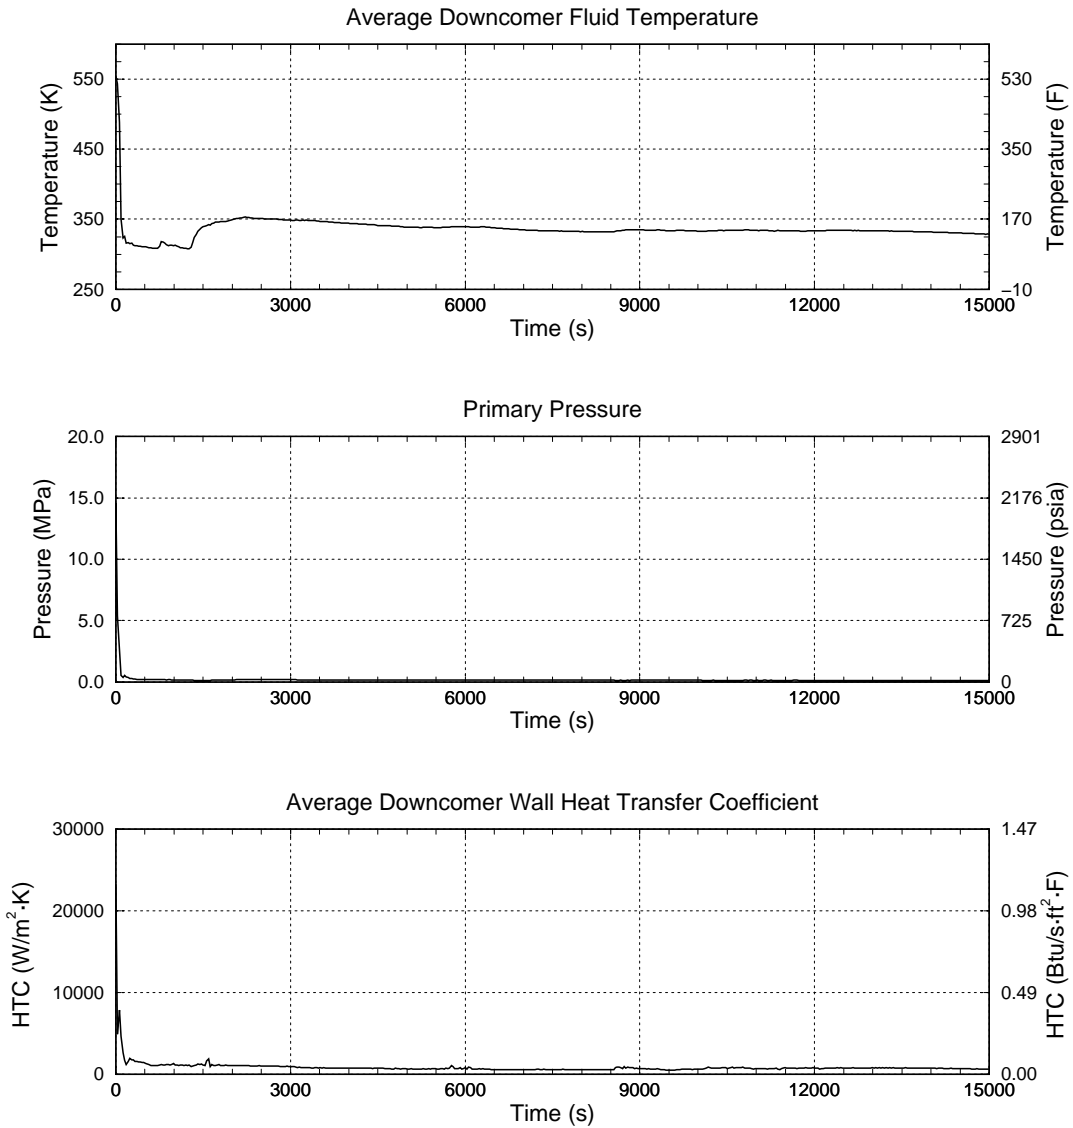 Average Downcomer Fluid Temperature
550
450
350
250
Temperature (K)
530
350
170
−10
Temperature (F)
0 3000 6000 9000 12000 15000
Time (s)
Primary Pressure
20.0
15.0
10.0
5.0
0.0
Pressure (MPa)
2901
2176
1450
725
0
Pressure (psia)
0 3000 6000 9000 12000 15000
Time (s)
Average Downcomer Wall Heat Transfer Coefficient
30000
20000
10000
0
HTC (W/m²·K)
1.47
0.98
0.49
0.00
HTC (Btu/s·ft²·F)
0 3000 6000 9000 12000 15000
Time (s)